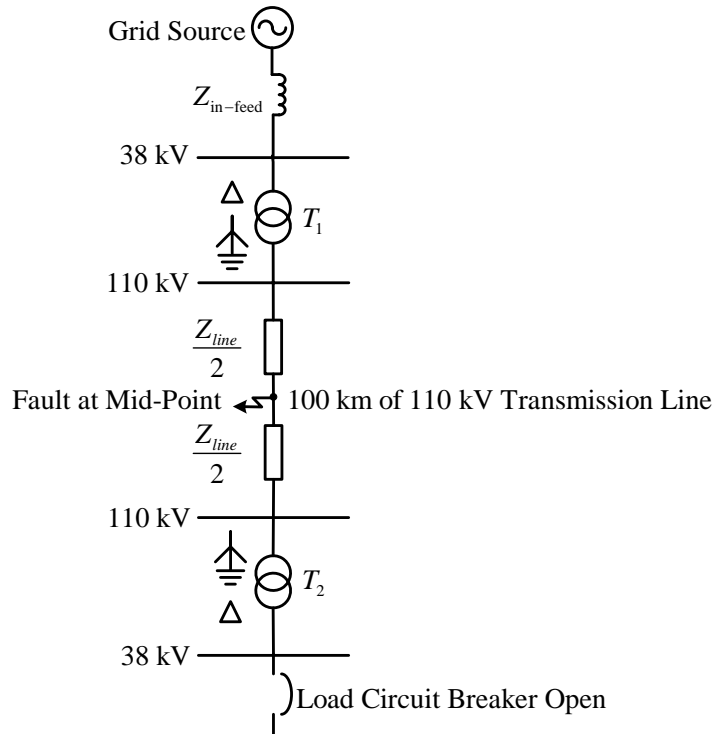 Grid Source
Z_in−feed
38 kV
T_1
110 kV
Z_line / 2
Fault at Mid-Point
100 km of 110 kV Transmission Line
Z_line / 2
110 kV
T_2
38 kV
Load Circuit Breaker Open